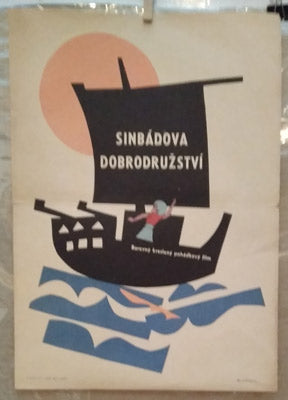 SINBÁDOVA
DOBRODRUŽSTVÍ
Barevný kreslený pohádkový film